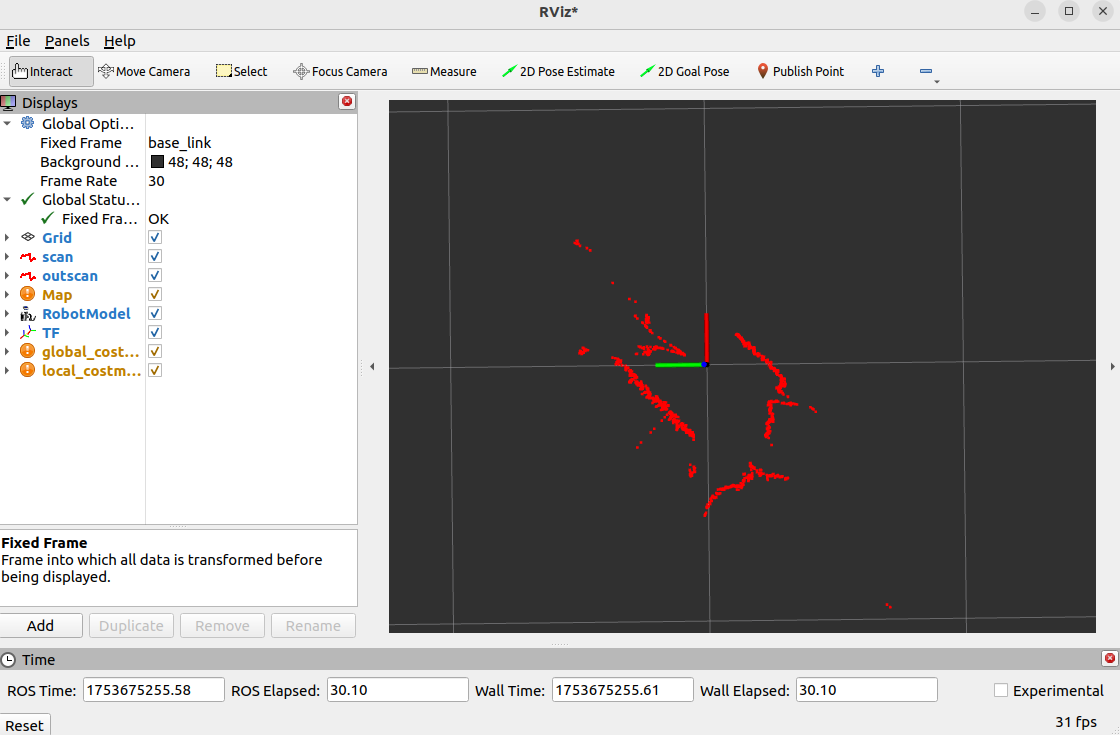 RViz*
File Panels Help
Interact Move Camera Select Focus Camera Measure 2D Pose Estimate 2D Goal Pose Publish Point
Displays
Global Opti…
Fixed Frame base_link
Background … 48; 48; 48
Frame Rate 30
Global Statu…
Fixed Fra… OK
Grid
scan
outscan
Map
RobotModel
TF
global_cost…
local_costm…
Fixed Frame
Frame into which all data is transformed before
being displayed.
Add Duplicate Remove Rename
Time
ROS Time: 1753675255.58 ROS Elapsed: 30.10 Wall Time: 1753675255.61 Wall Elapsed: 30.10 Experimental
Reset 31 fps